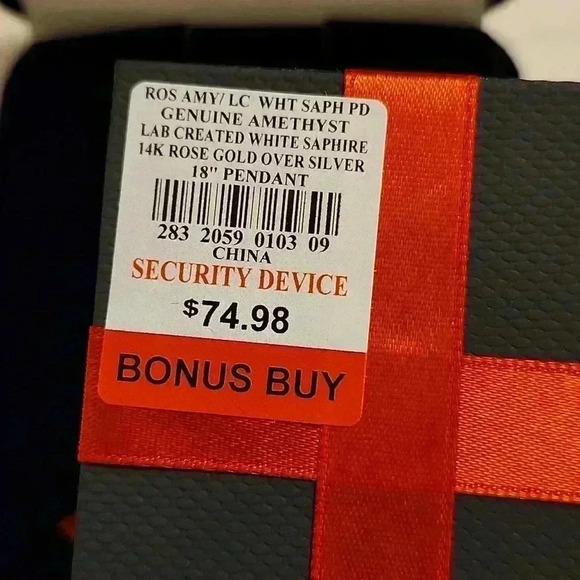 ROS AMY/ LC WHT SAPH PD
GENUINE AMETHYST
LAB CREATED WHITE SAPHIRE
14K ROSE GOLD OVER SILVER
18" PENDANT
283 2059 0103 09
CHINA
SECURITY DEVICE
$74.98
BONUS BUY